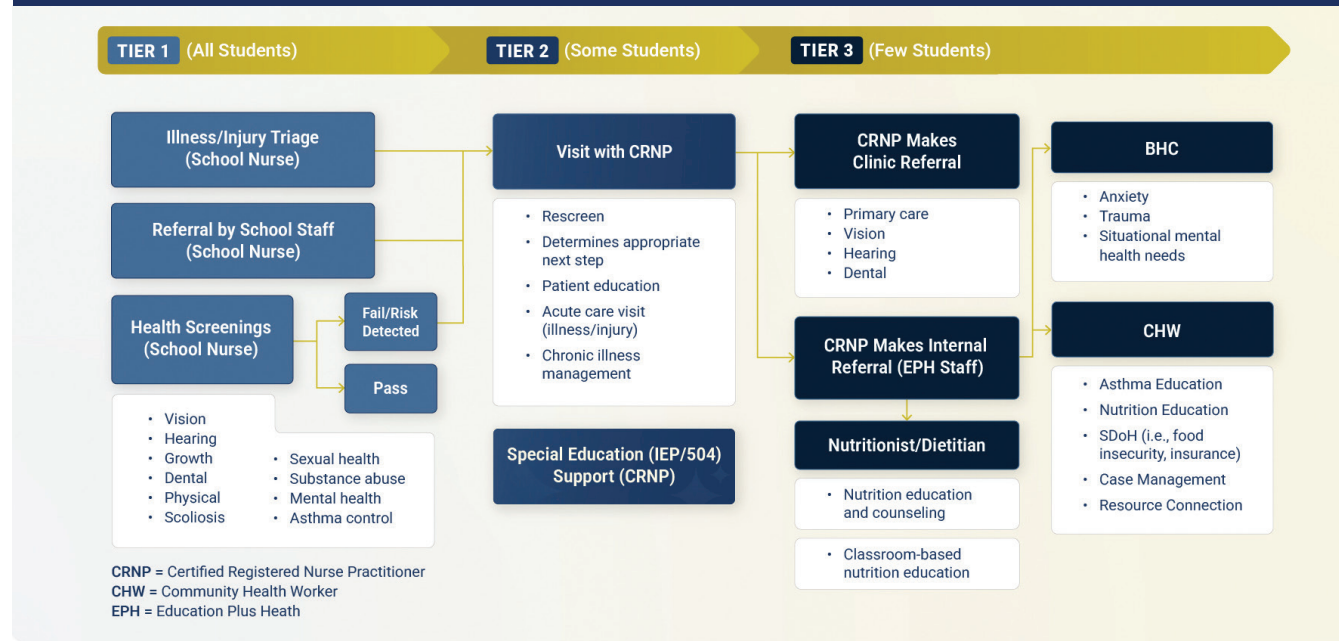 TIER 1 (All Students)
TIER 2 (Some Students)
TIER 3 (Few Students)
Illness/Injury Triage
(School Nurse)
Referral by School Staff
(School Nurse)
Health Screenings
(School Nurse)
Fail/Risk
Detected
Pass
• Vision
• Hearing
• Growth
• Dental
• Physical
• Scoliosis
• Sexual health
• Substance abuse
• Mental health
• Asthma control
Visit with CRNP
• Rescreen
• Determines appropriate
next step
• Patient education
• Acute care visit
(illness/injury)
• Chronic illness
management
Special Education (IEP/504)
Support (CRNP)
CRNP Makes
Clinic Referral
• Primary care
• Vision
• Hearing
• Dental
CRNP Makes Internal
Referral (EPH Staff)
Nutritionist/Dietitian
• Nutrition education
and counseling
• Classroom-based
nutrition education
BHC
• Anxiety
• Trauma
• Situational mental
health needs
CHW
• Asthma Education
• Nutrition Education
• SDoH (i.e., food
insecurity, insurance)
• Case Management
• Resource Connection
CRNP = Certified Registered Nurse Practitioner
CHW = Community Health Worker
EPH = Education Plus Heath